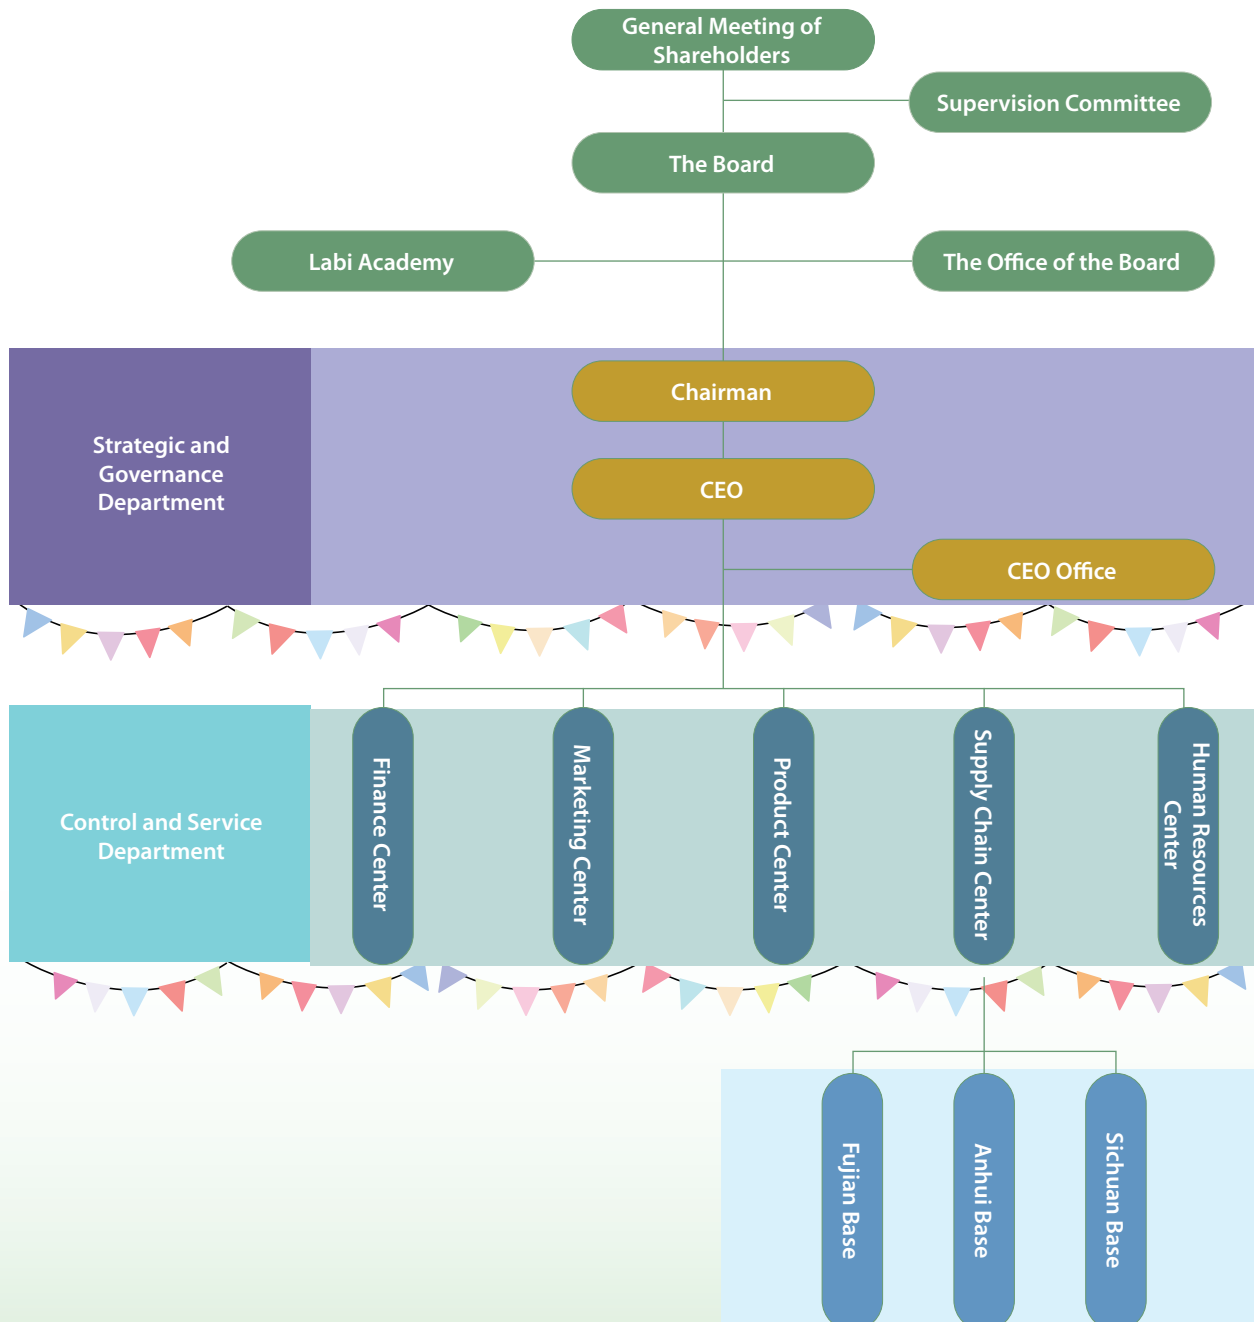 General Meeting of
Shareholders
Supervision Committee
The Board
Labi Academy
The Office of the Board
Chairman
Strategic and
Governance
Department
CEO
CEO Office
Control and Service
Department
Finance Center
Marketing Center
Product Center
Supply Chain Center
Human Resources
Center
Fujian Base
Anhui Base
Sichuan Base